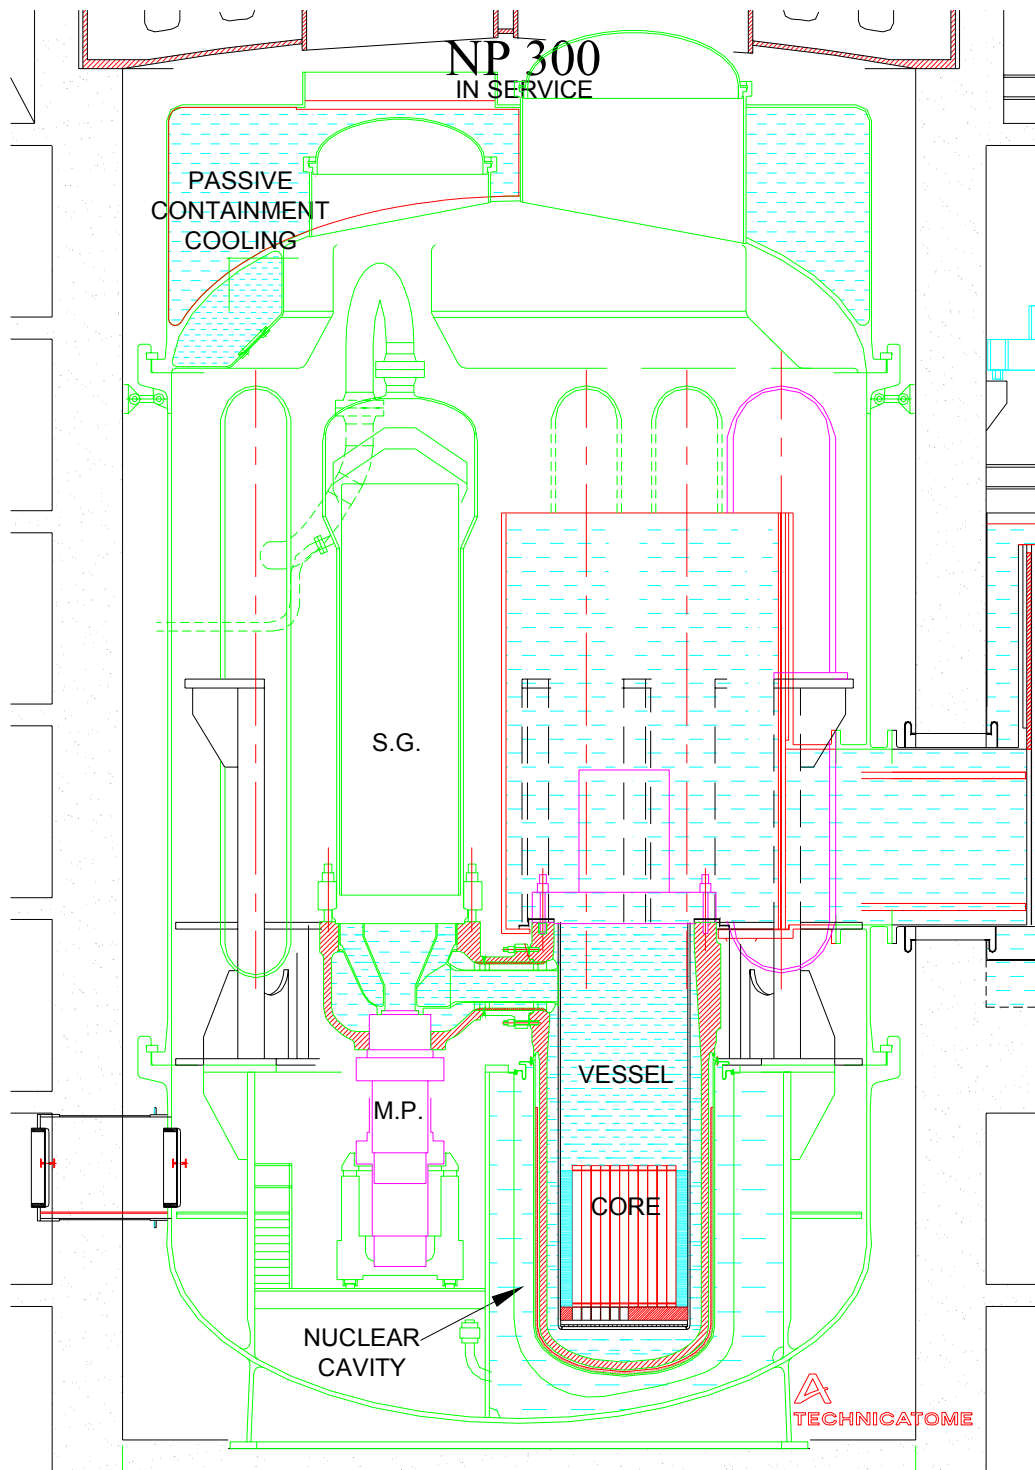 NP 300
IN SERVICE
PASSIVE
CONTAINMENT
COOLING
S.G.
VESSEL
M.P.
CORE
NUCLEAR
CAVITY
TECHNICATOME